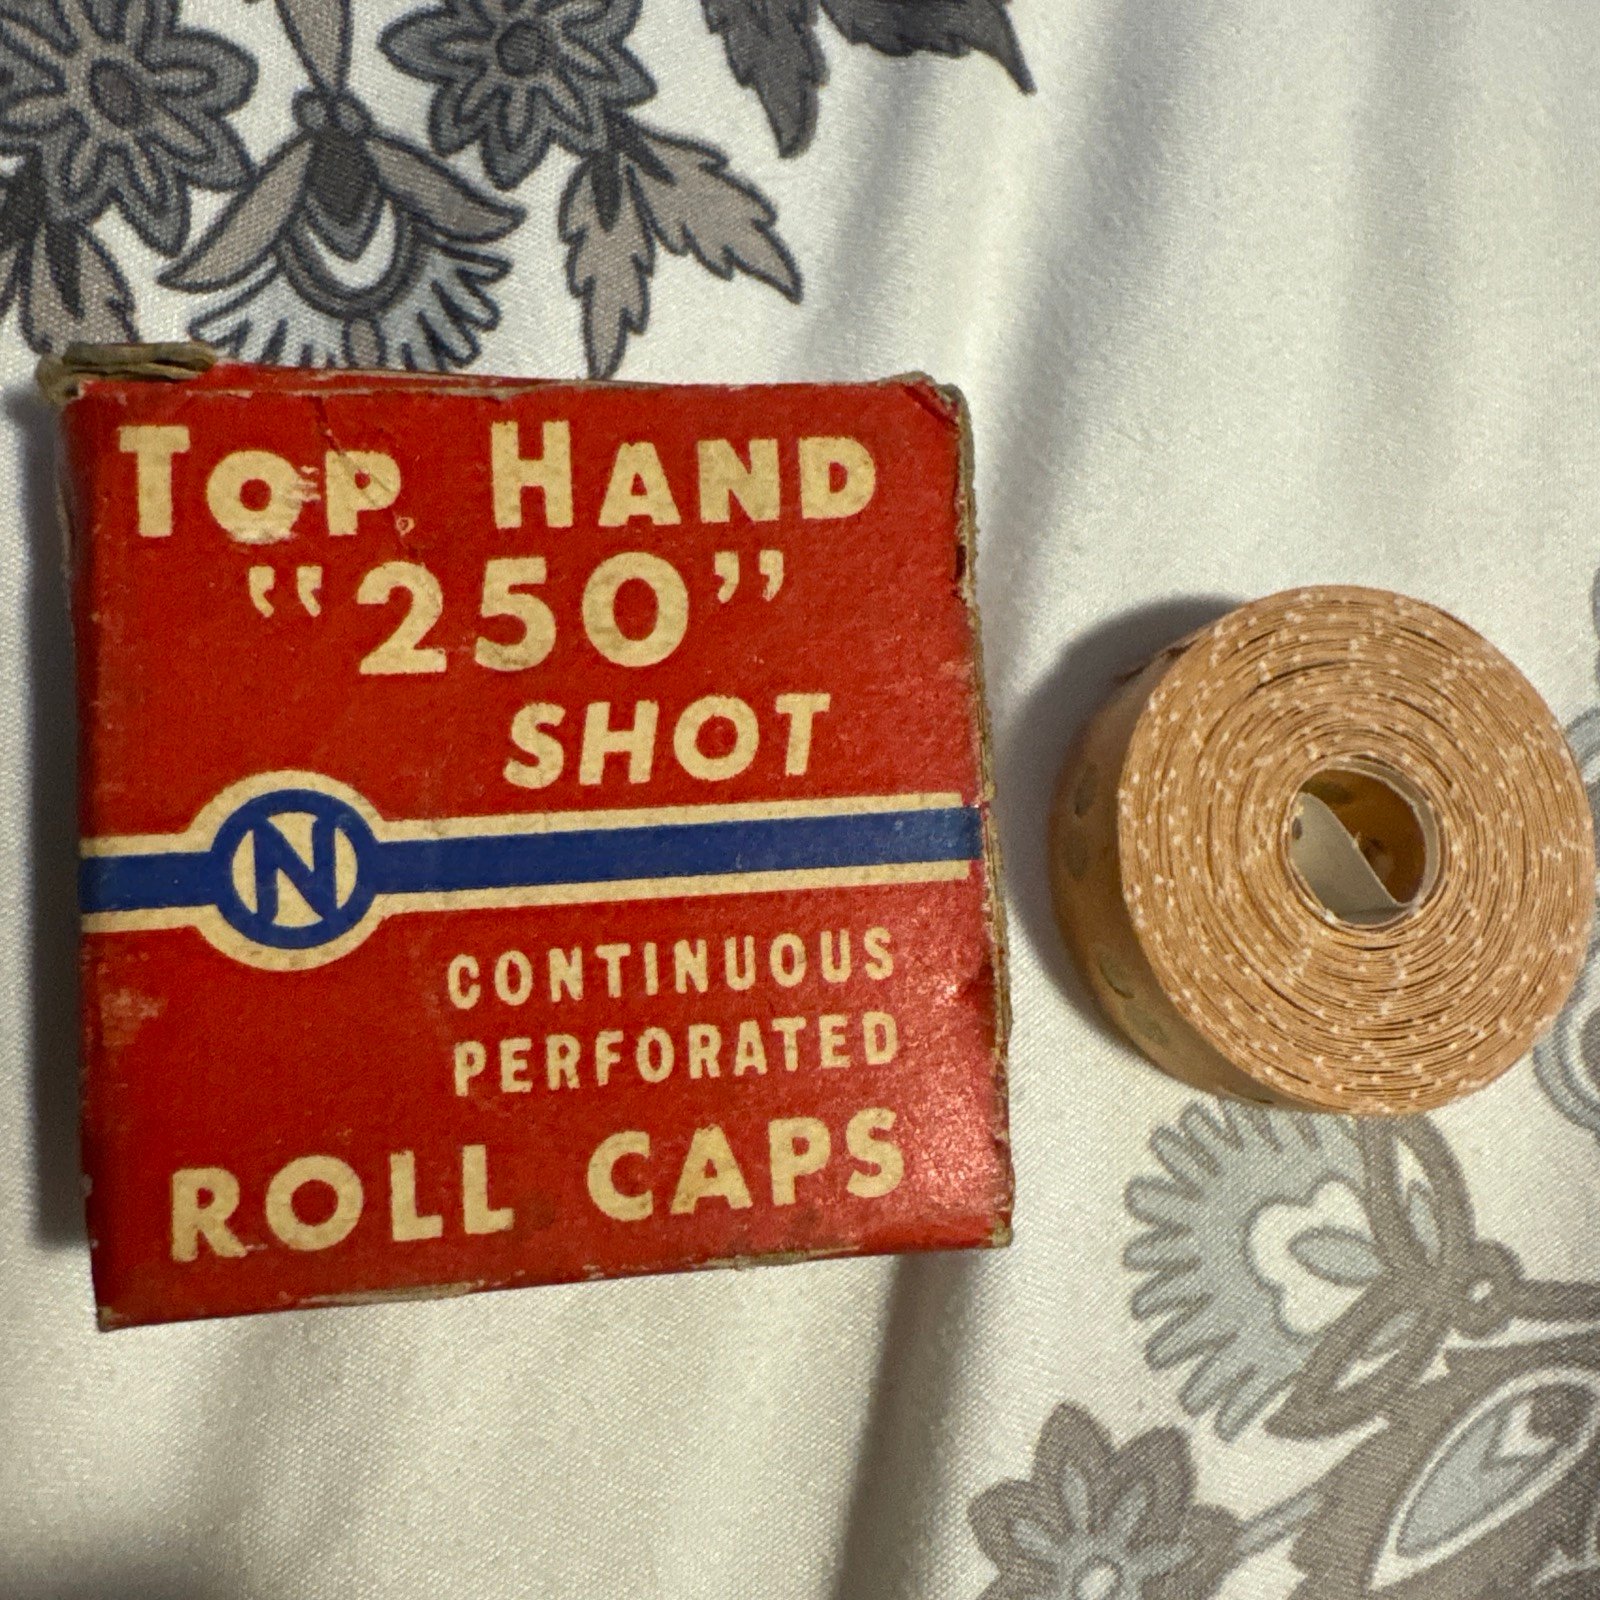 TOP HAND
"250"
SHOT
N
CONTINUOUS
PERFORATED
ROLL CAPS